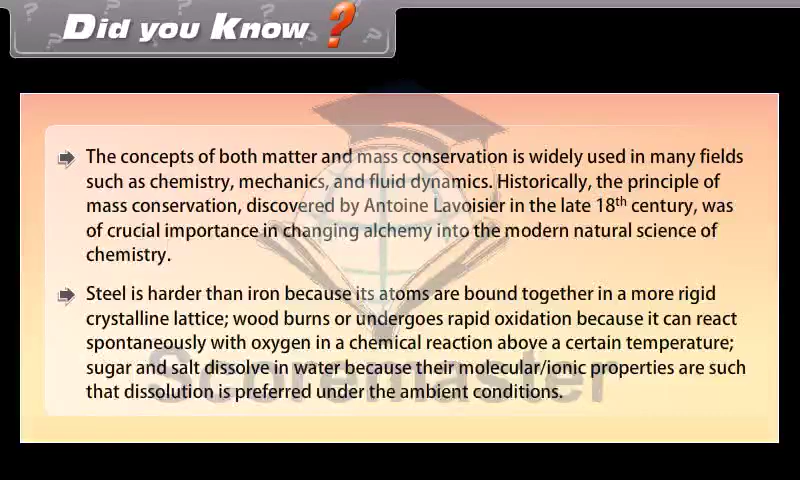 Did you Know ?
The concepts of both matter and mass conservation is widely used in many fields
such as chemistry, mechanics, and fluid dynamics. Historically, the principle of
mass conservation, discovered by Antoine Lavoisier in the late 18th century, was
of crucial importance in changing alchemy into the modern natural science of
chemistry.
Steel is harder than iron because its atoms are bound together in a more rigid
crystalline lattice; wood burns or undergoes rapid oxidation because it can react
spontaneously with oxygen in a chemical reaction above a certain temperature;
sugar and salt dissolve in water because their molecular/ionic properties are such
that dissolution is preferred under the ambient conditions.
Scoremaster